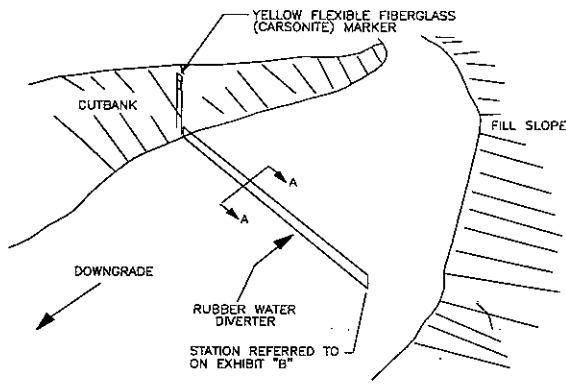 YELLOW FLEXIBLE FIBERGLASS
(CARSONITE) MARKER
CUTBANK
FILL SLOPE
A
A
DOWNGRADE
RUBBER WATER
DIVERTER
STATION REFERRED TO
ON EXHIBIT "B"